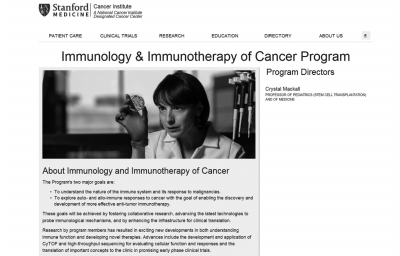 Stanford
MEDICINE
Cancer Institute
A National Cancer Institute
Designated Cancer Center
PATIENT CARE
CLINICAL TRIALS
RESEARCH
EDUCATION
DIRECTORY
ABOUT US
Immunology & Immunotherapy of Cancer Program
Program Directors
Crystal Mackall
PROFESSOR OF PEDIATRICS (STEM CELL TRANSPLANTATION)
AND OF MEDICINE
About Immunology and Immunotherapy of Cancer
The Program's two major goals are:
• To understand the nature of the immune system and its response to malignancies.
• To explore auto- and allo-immune responses to cancer with the goal of enabling the discovery and
development of more effective anti-tumor immunotherapy.
These goals will be achieved by fostering collaborative research, advancing the latest technologies to
probe immunological mechanisms, and by enhancing the infrastructure for clinical translation.
Research by program members has resulted in exciting new developments in both understanding
immune function and developing novel therapies. Advances include the development and application of
CyTOF and high-throughput sequencing for evaluating cellular function and responses and the
translation of important concepts to the clinic in promising early phase clinical trials.